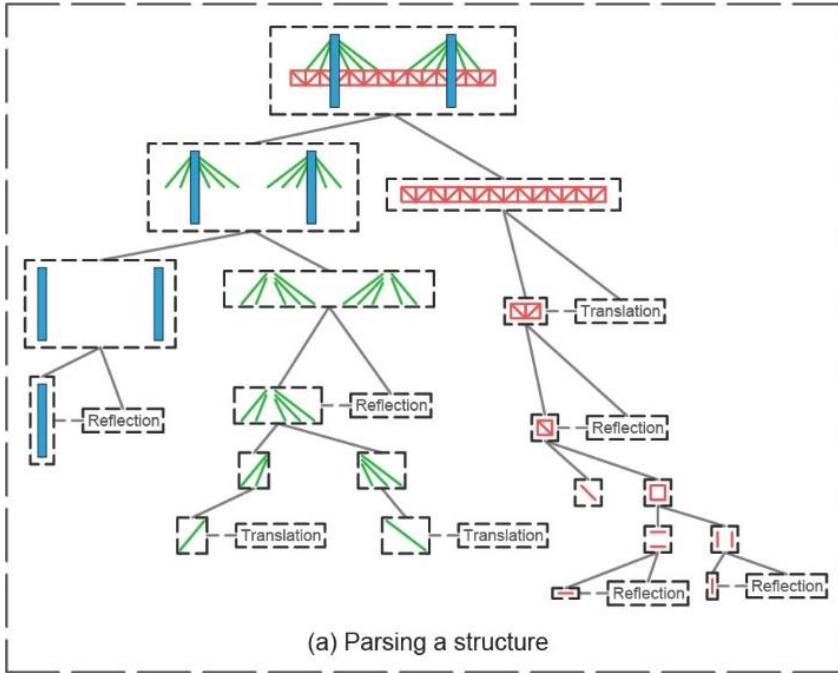 Translation
Reflection
Reflection
Reflection
Translation
Translation
Reflection
Reflection
(a) Parsing a structure